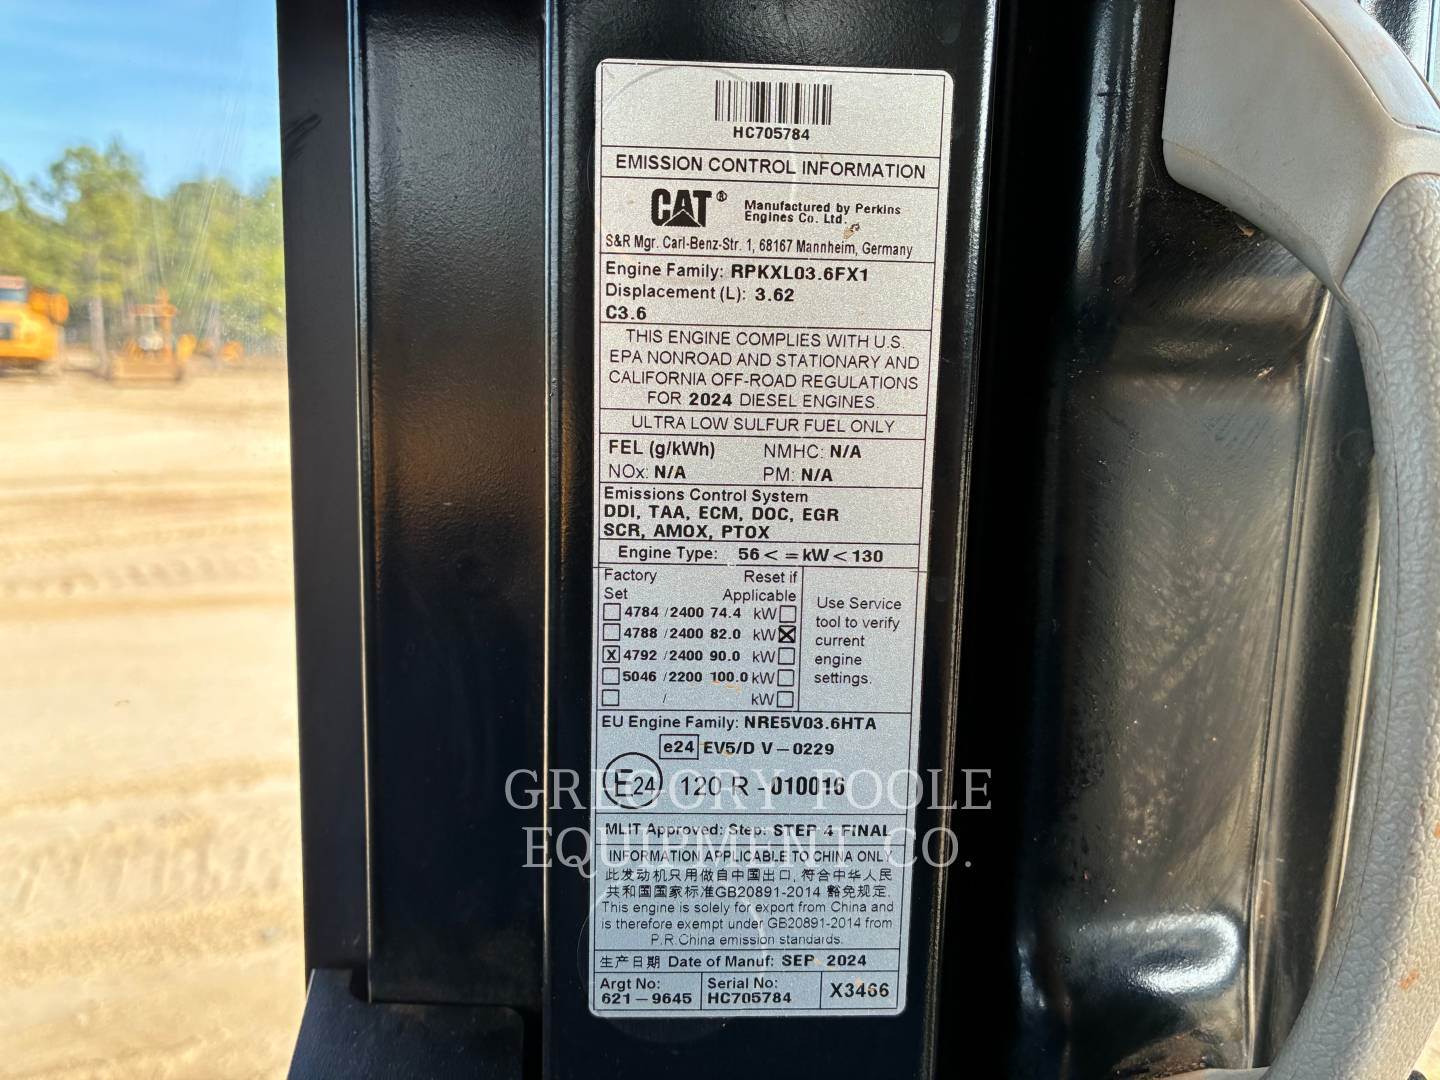 HC705784
EMISSION CONTROL INFORMATION
CAT® Manufactured by Perkins
Engines Co. Ltd.
S&R Mgr. Carl-Benz-Str. 1, 68167 Mannheim, Germany
Engine Family: RPKXL03.6FX1
Displacement (L): 3.62
C3.6
THIS ENGINE COMPLIES WITH U.S.
EPA NONROAD AND STATIONARY AND
CALIFORNIA OFF-ROAD REGULATIONS
FOR 2024 DIESEL ENGINES.
ULTRA LOW SULFUR FUEL ONLY
FEL (g/kWh) NMHC: N/A
NOx: N/A PM: N/A
Emissions Control System
DDI, TAA, ECM, DOC, EGR
SCR, AMOX, PTOX
Engine Type: 56 < = kW < 130
Factory Reset if
Set Applicable
4784 / 2400 74.4 kW
4788 / 2400 82.0 kW X
X 4792 / 2400 90.0 kW
5046 / 2200 100.0 kW
/ kW
Use Service
tool to verify
current
engine
settings.
EU Engine Family: NRE5V03.6HTA
e24 EV5/D V-0229
E24 120 R - 010016
GREGORY POOLE
MLIT Approved: Step: STEP 4 FINAL
EQUIPMENT CO.
INFORMATION APPLICABLE TO CHINA ONLY
此发动机只用做自中国出口, 符合中华人民
共和国国家标准GB20891-2014 豁免规定.
This engine is solely for export from China and
is therefore exempt under GB20891-2014 from
P.R.China emission standards.
生产日期 Date of Manuf: SEP 2024
Argt No: Serial No:
621-9645 HC705784 X3466